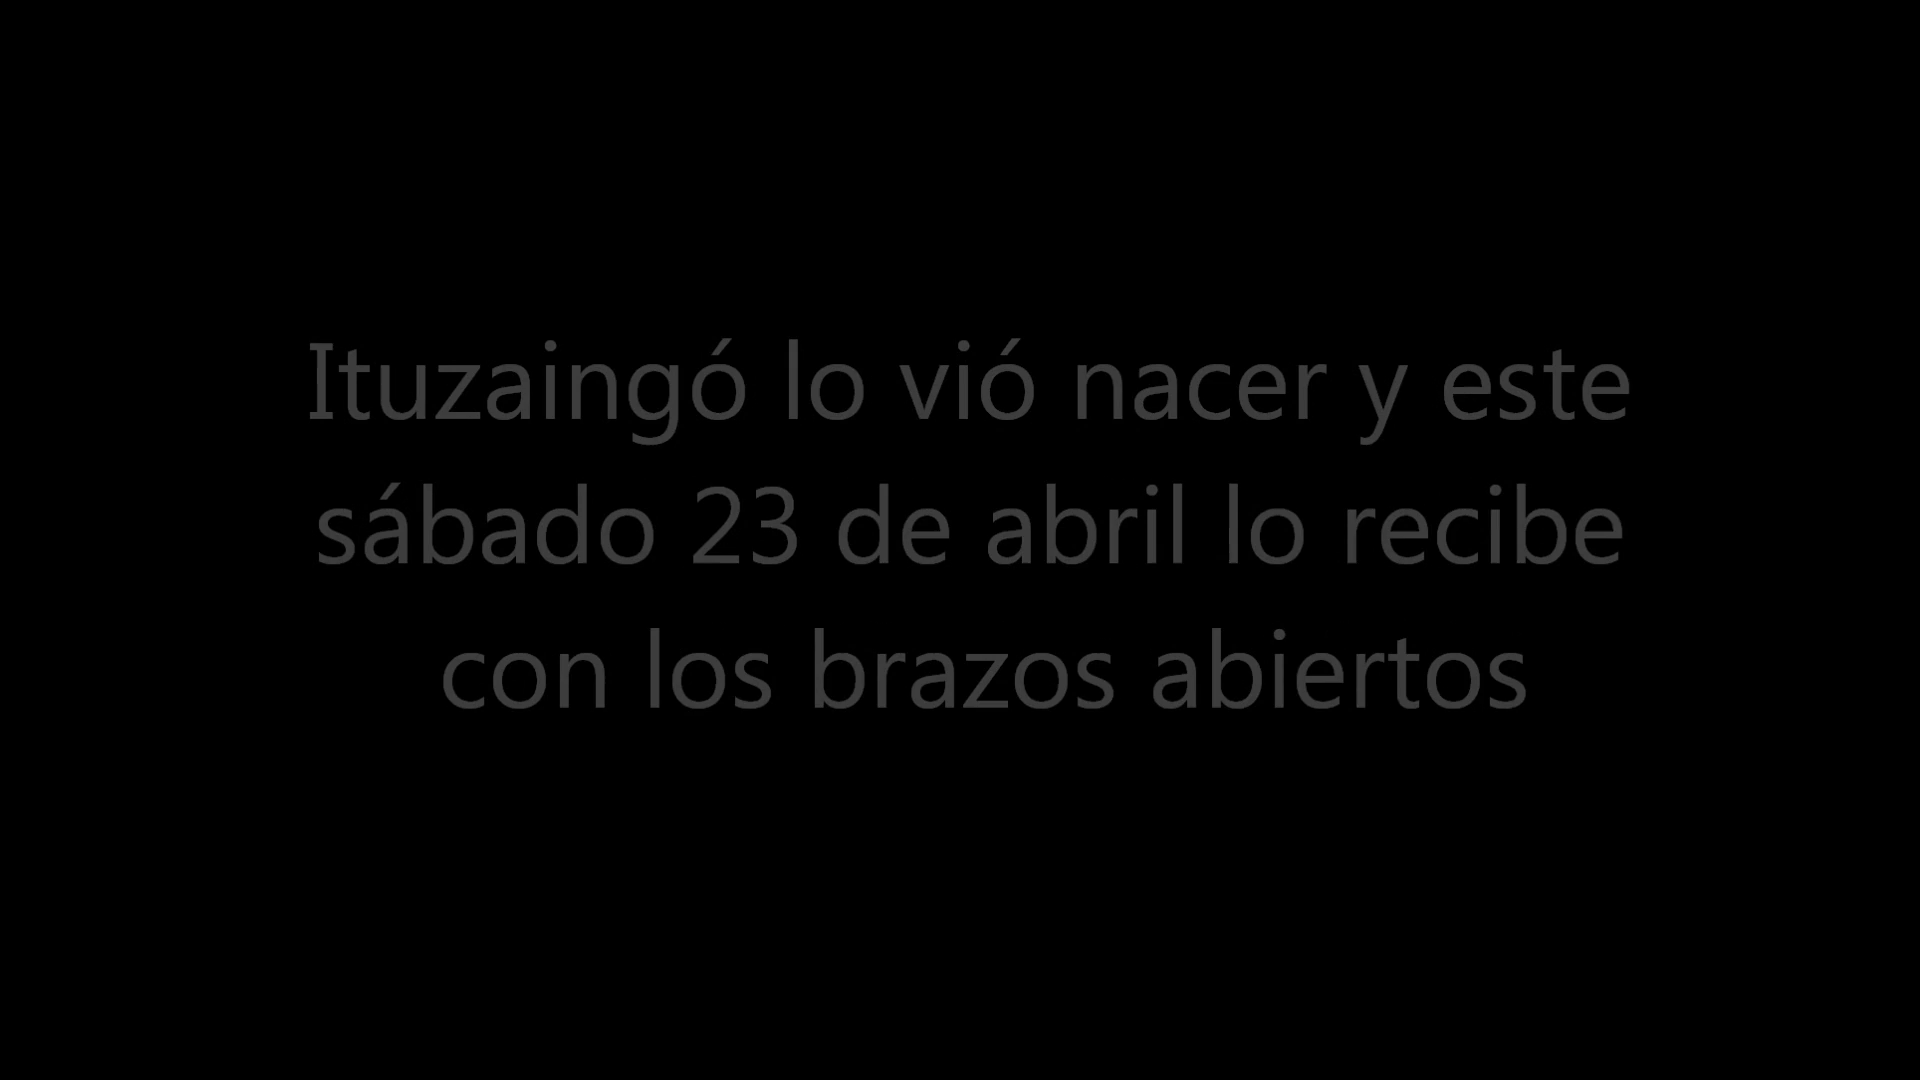 Ituzaingó lo vió nacer y este
sábado 23 de abril lo recibe
con los brazos abiertos